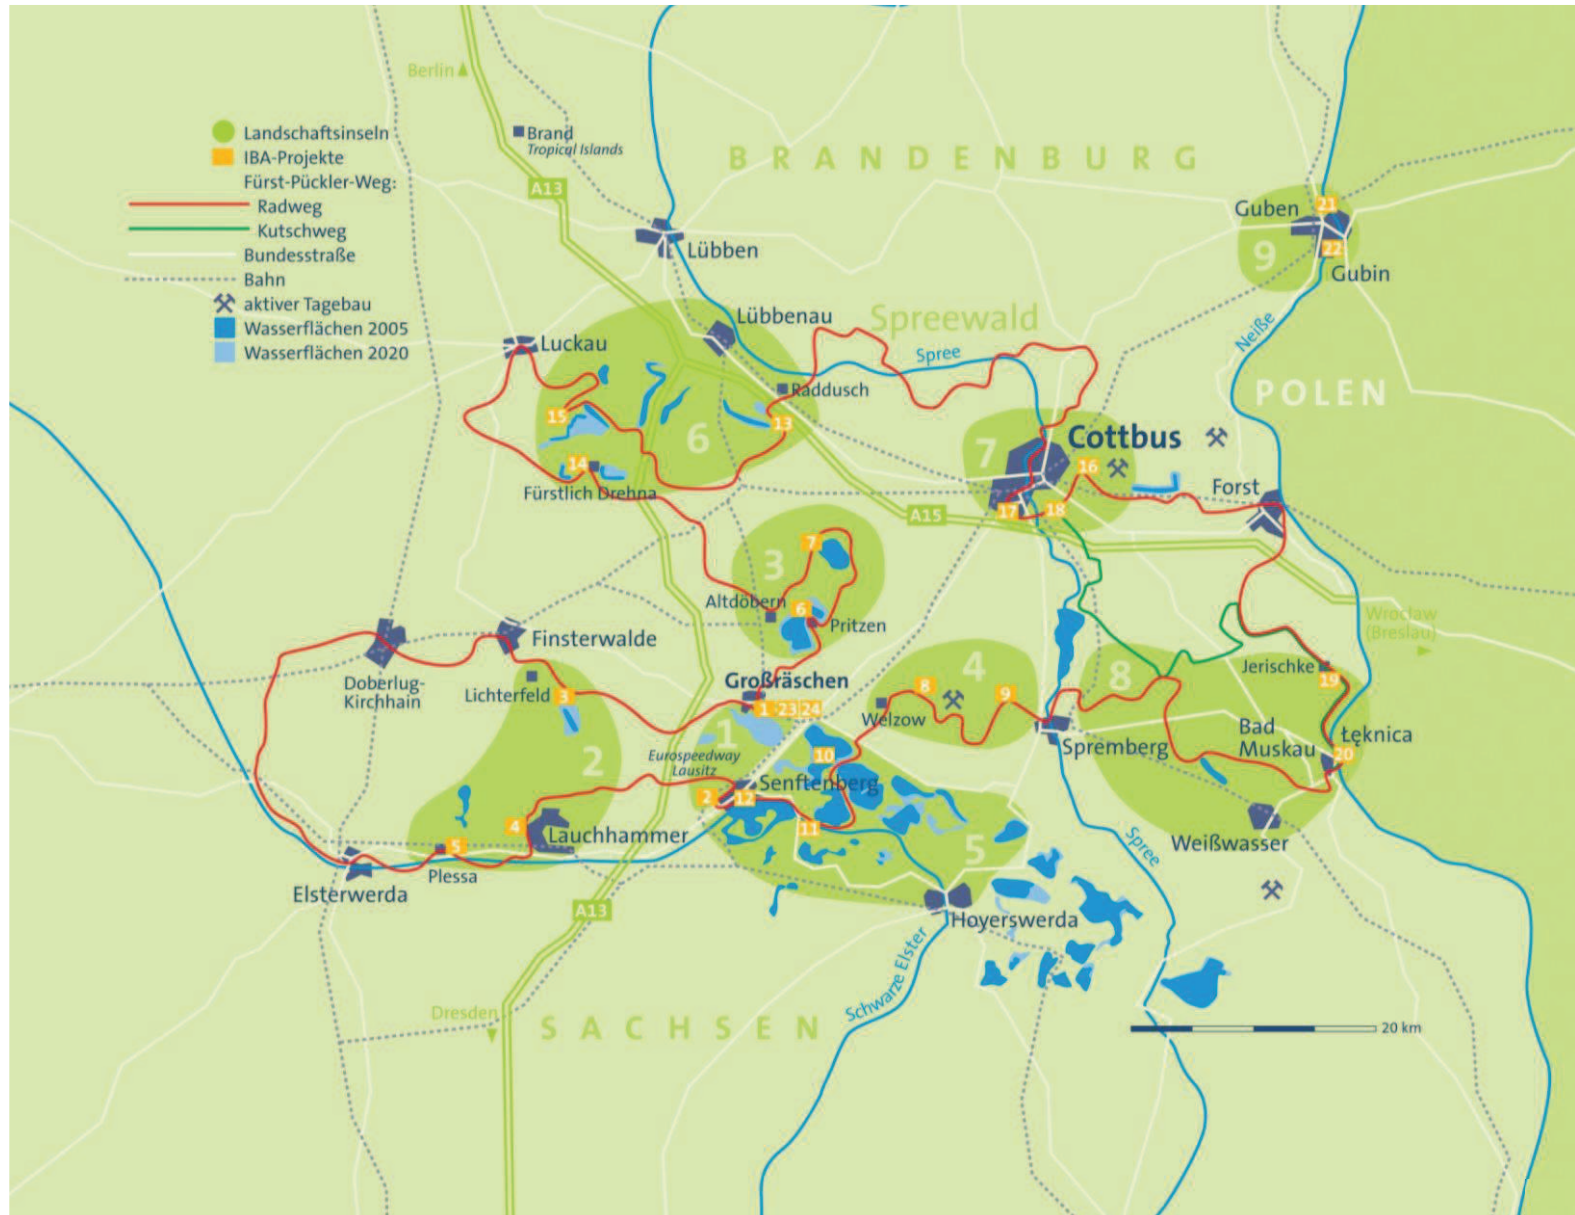 Berlin
Landschaftsinseln
IBA-Projekte
Fürst-Pückler-Weg:
Radweg
Kutschweg
Bundesstraße
Bahn
aktiver Tagebau
Wasserflächen 2005
Wasserflächen 2020
Brand
Tropical Islands
BRANDENBURG
A13
Lübben
Guben
21
22
9
Gubin
Lübbenau
Spreewald
Spree
Neiße
POLEN
Luckau
Raddusch
15
13
6
14
Fürstlich Drehna
7
Cottbus
16
17
18
Forst
A15
3
7
Altdöbern
6
Pritzen
Wrocław
(Breslau)
Finsterwalde
Doberlug-
Kirchhain
Lichterfeld
3
2
Großräschen
1
23
24
1
Eurospeedway
Lausitz
4
8
9
Welzow
8
Spremberg
Jerischke
19
Bad
Muskau
Łęknica
20
10
Senftenberg
2
12
11
5
4
Lauchhammer
5
Plessa
Elsterwerda
Weißwasser
Spree
A13
Hoyerswerda
Schwarze Elster
Dresden
SACHSEN
20 km